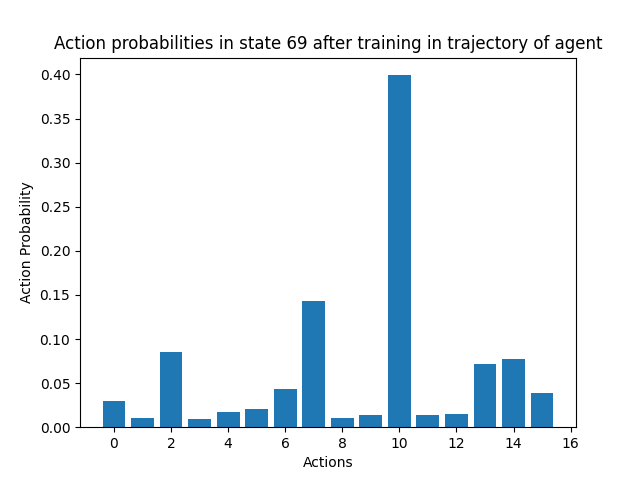 Action probabilities in state 69 after training in trajectory of agent
0.40
0.35
0.30
0.25
0.20
0.15
0.10
0.05
0.00
Action Probability
0 2 4 6 8 10 12 14 16
Actions